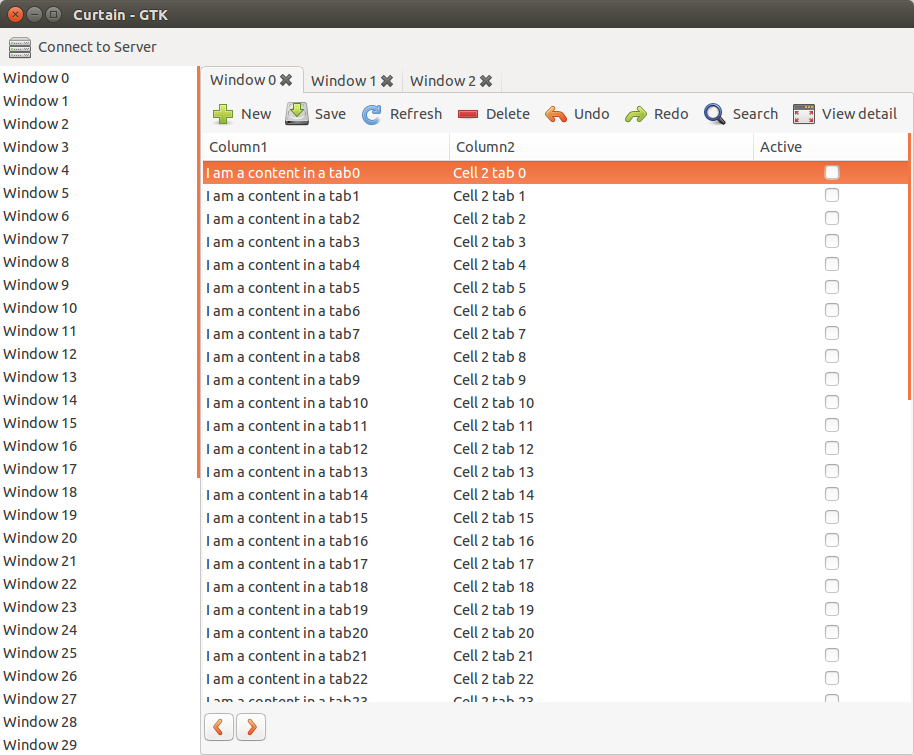 Curtain - GTK
Connect to Server
Window 0
Window 1
Window 2
Window 3
Window 4
Window 5
Window 6
Window 7
Window 8
Window 9
Window 10
Window 11
Window 12
Window 13
Window 14
Window 15
Window 16
Window 17
Window 18
Window 19
Window 20
Window 21
Window 22
Window 23
Window 24
Window 25
Window 26
Window 27
Window 28
Window 29
Window 0 Window 1 Window 2
New Save Refresh Delete Undo Redo Search View detail
Column1 Column2 Active
I am a content in a tab0 Cell 2 tab 0
I am a content in a tab1 Cell 2 tab 1
I am a content in a tab2 Cell 2 tab 2
I am a content in a tab3 Cell 2 tab 3
I am a content in a tab4 Cell 2 tab 4
I am a content in a tab5 Cell 2 tab 5
I am a content in a tab6 Cell 2 tab 6
I am a content in a tab7 Cell 2 tab 7
I am a content in a tab8 Cell 2 tab 8
I am a content in a tab9 Cell 2 tab 9
I am a content in a tab10 Cell 2 tab 10
I am a content in a tab11 Cell 2 tab 11
I am a content in a tab12 Cell 2 tab 12
I am a content in a tab13 Cell 2 tab 13
I am a content in a tab14 Cell 2 tab 14
I am a content in a tab15 Cell 2 tab 15
I am a content in a tab16 Cell 2 tab 16
I am a content in a tab17 Cell 2 tab 17
I am a content in a tab18 Cell 2 tab 18
I am a content in a tab19 Cell 2 tab 19
I am a content in a tab20 Cell 2 tab 20
I am a content in a tab21 Cell 2 tab 21
I am a content in a tab22 Cell 2 tab 22
I am a content in a tab23 Cell 2 tab 23